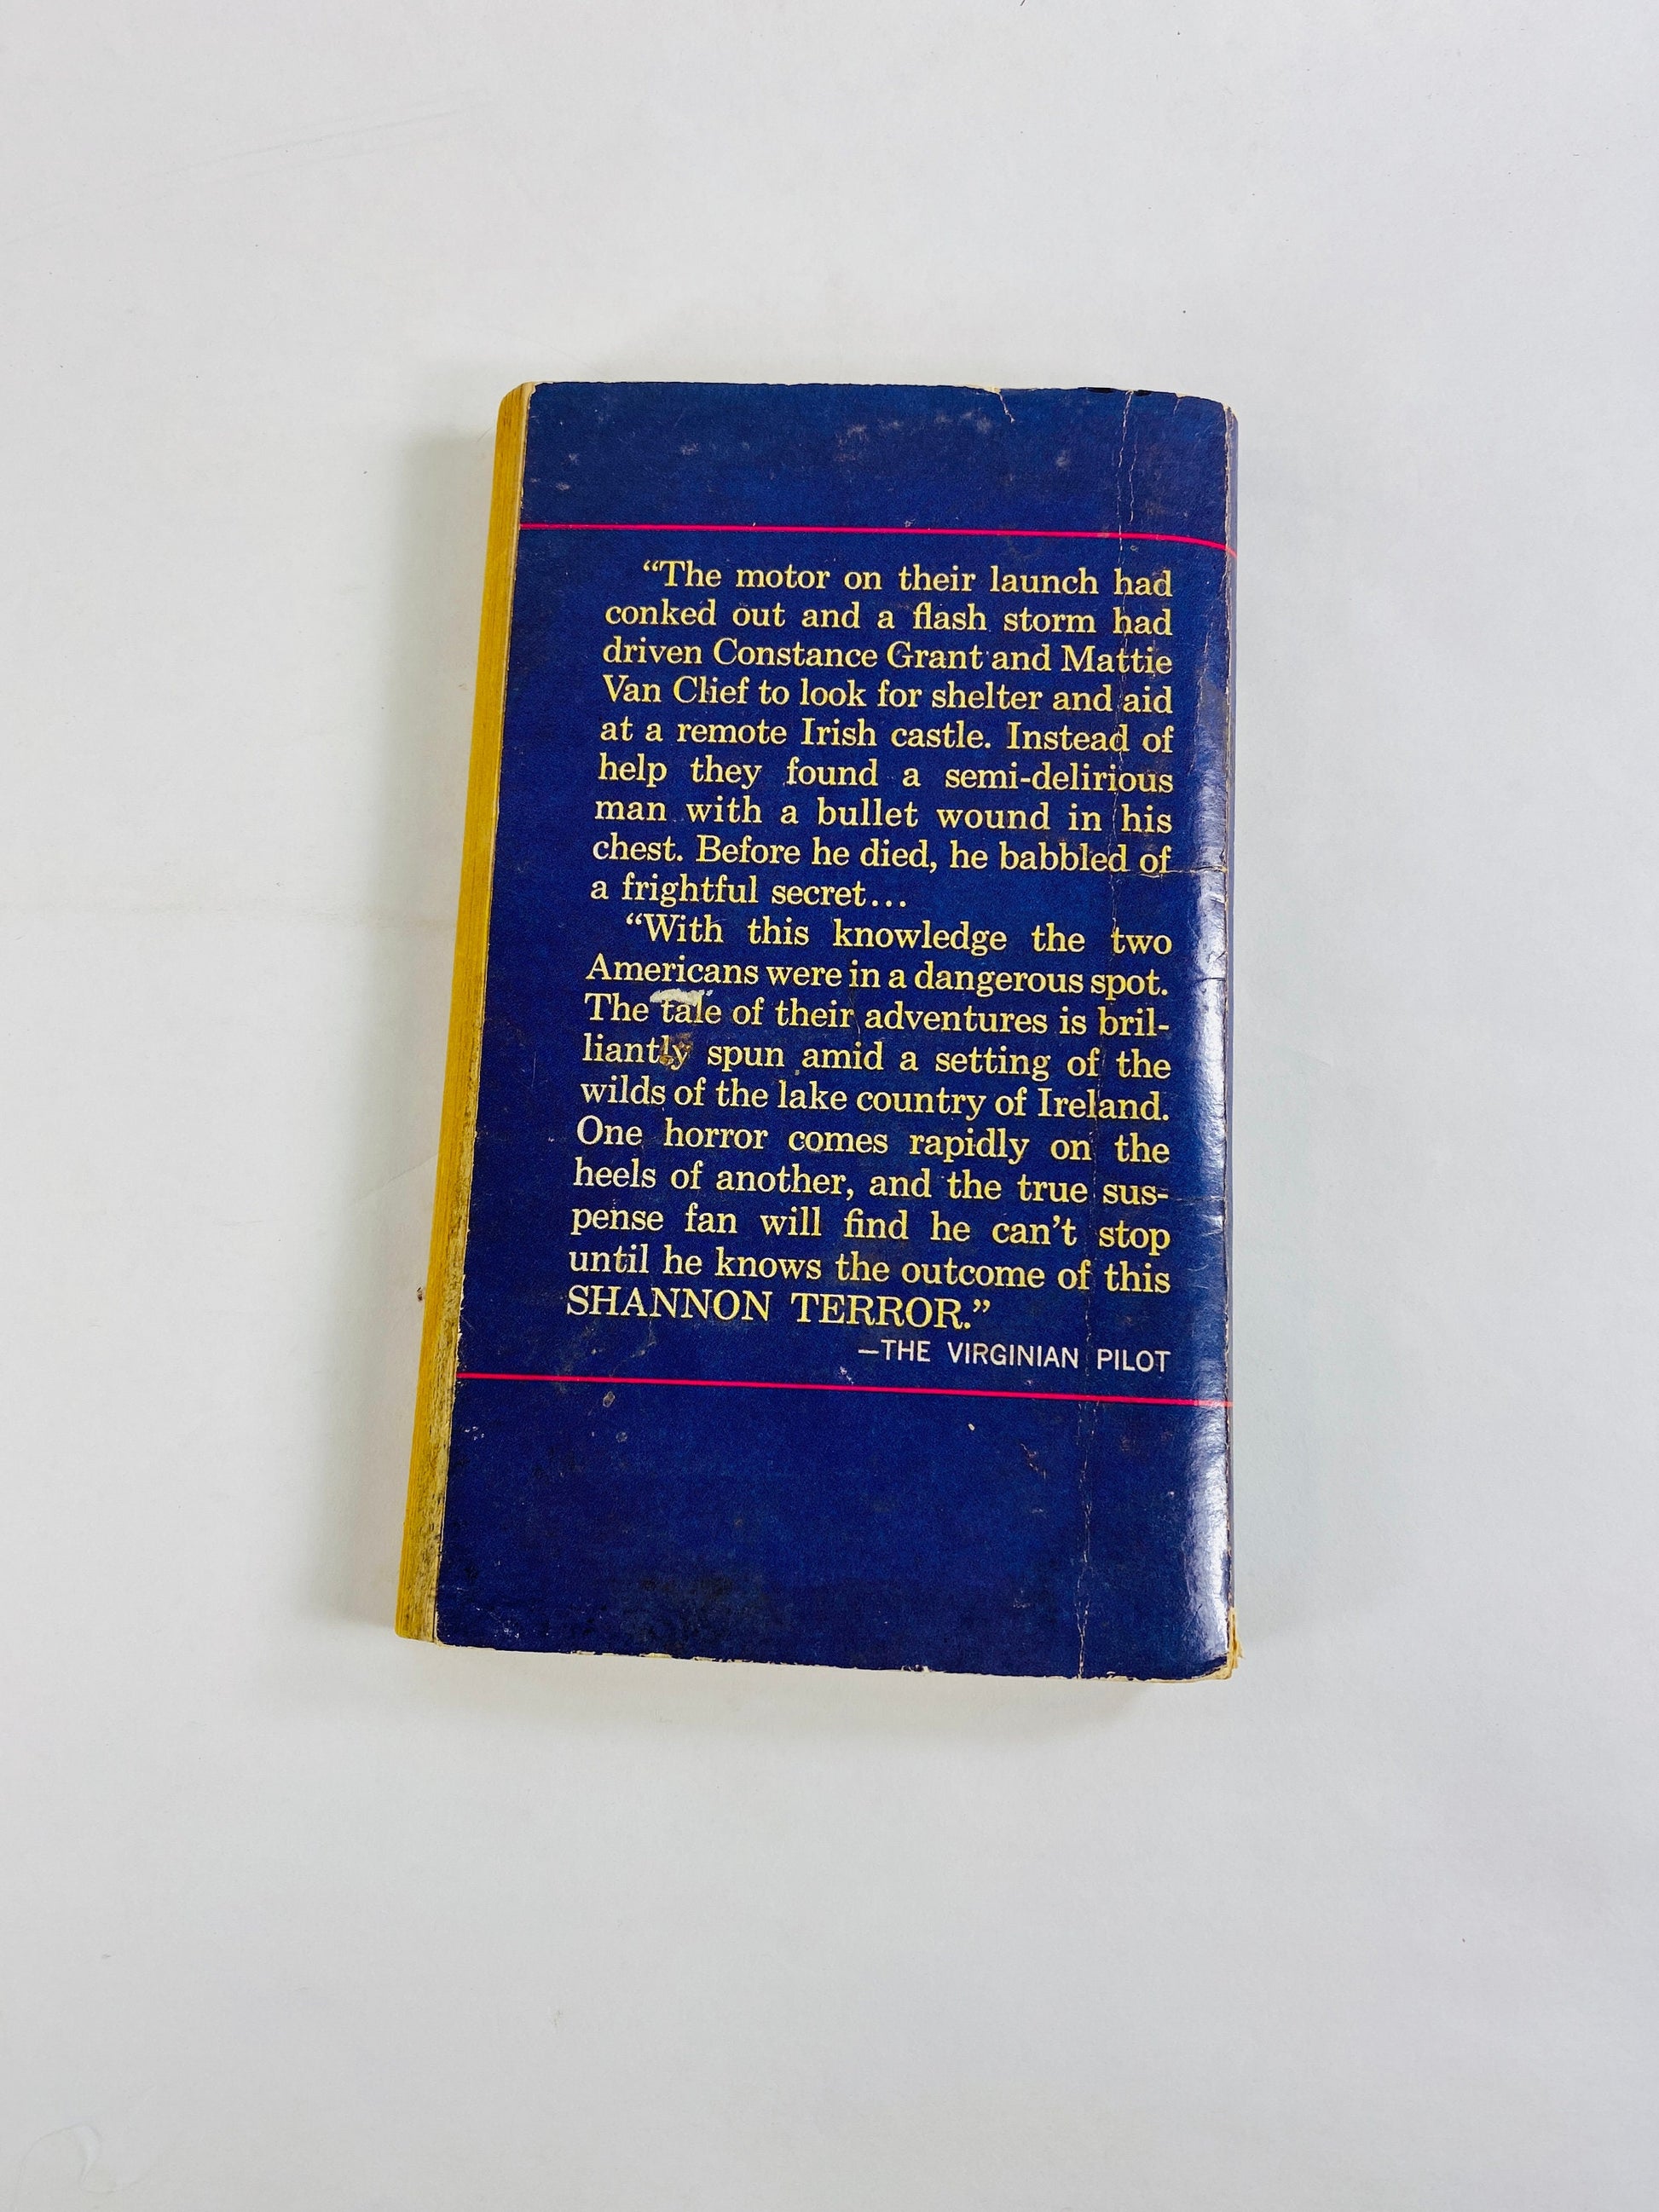 “The motor on their launch had
conked out and a flash storm had
driven Constance Grant and Mattie
Van Clief to look for shelter and aid
at a remote Irish castle. Instead of
help they found a semi-delirious
man with a bullet wound in his
chest. Before he died, he babbled of
a frightful secret...
“With this knowledge the two
Americans were in a dangerous spot.
The tale of their adventures is bril-
liantly spun amid a setting of the
wilds of the lake country of Ireland.
One horror comes rapidly on the
heels of another, and the true sus-
pense fan will find he can’t stop
until he knows the outcome of this
SHANNON TERROR.”
—THE VIRGINIAN PILOT